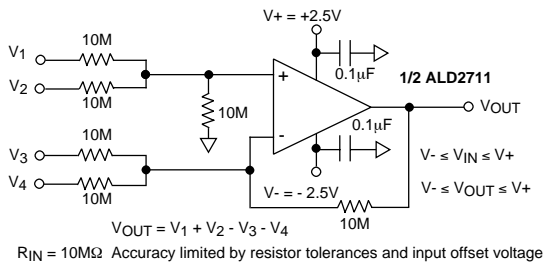 V+ = +2.5V
V1
10M
0.1µF
1/2 ALD2711
V2
10M
+
VOUT
10M
0.1µF
-
V3
10M
V- ≤ VIN ≤ V+
V4
10M
V- = - 2.5V
V- ≤ VOUT ≤ V+
10M
VOUT = V1 + V2 - V3 - V4
RIN = 10MΩ Accuracy limited by resistor tolerances and input offset voltage